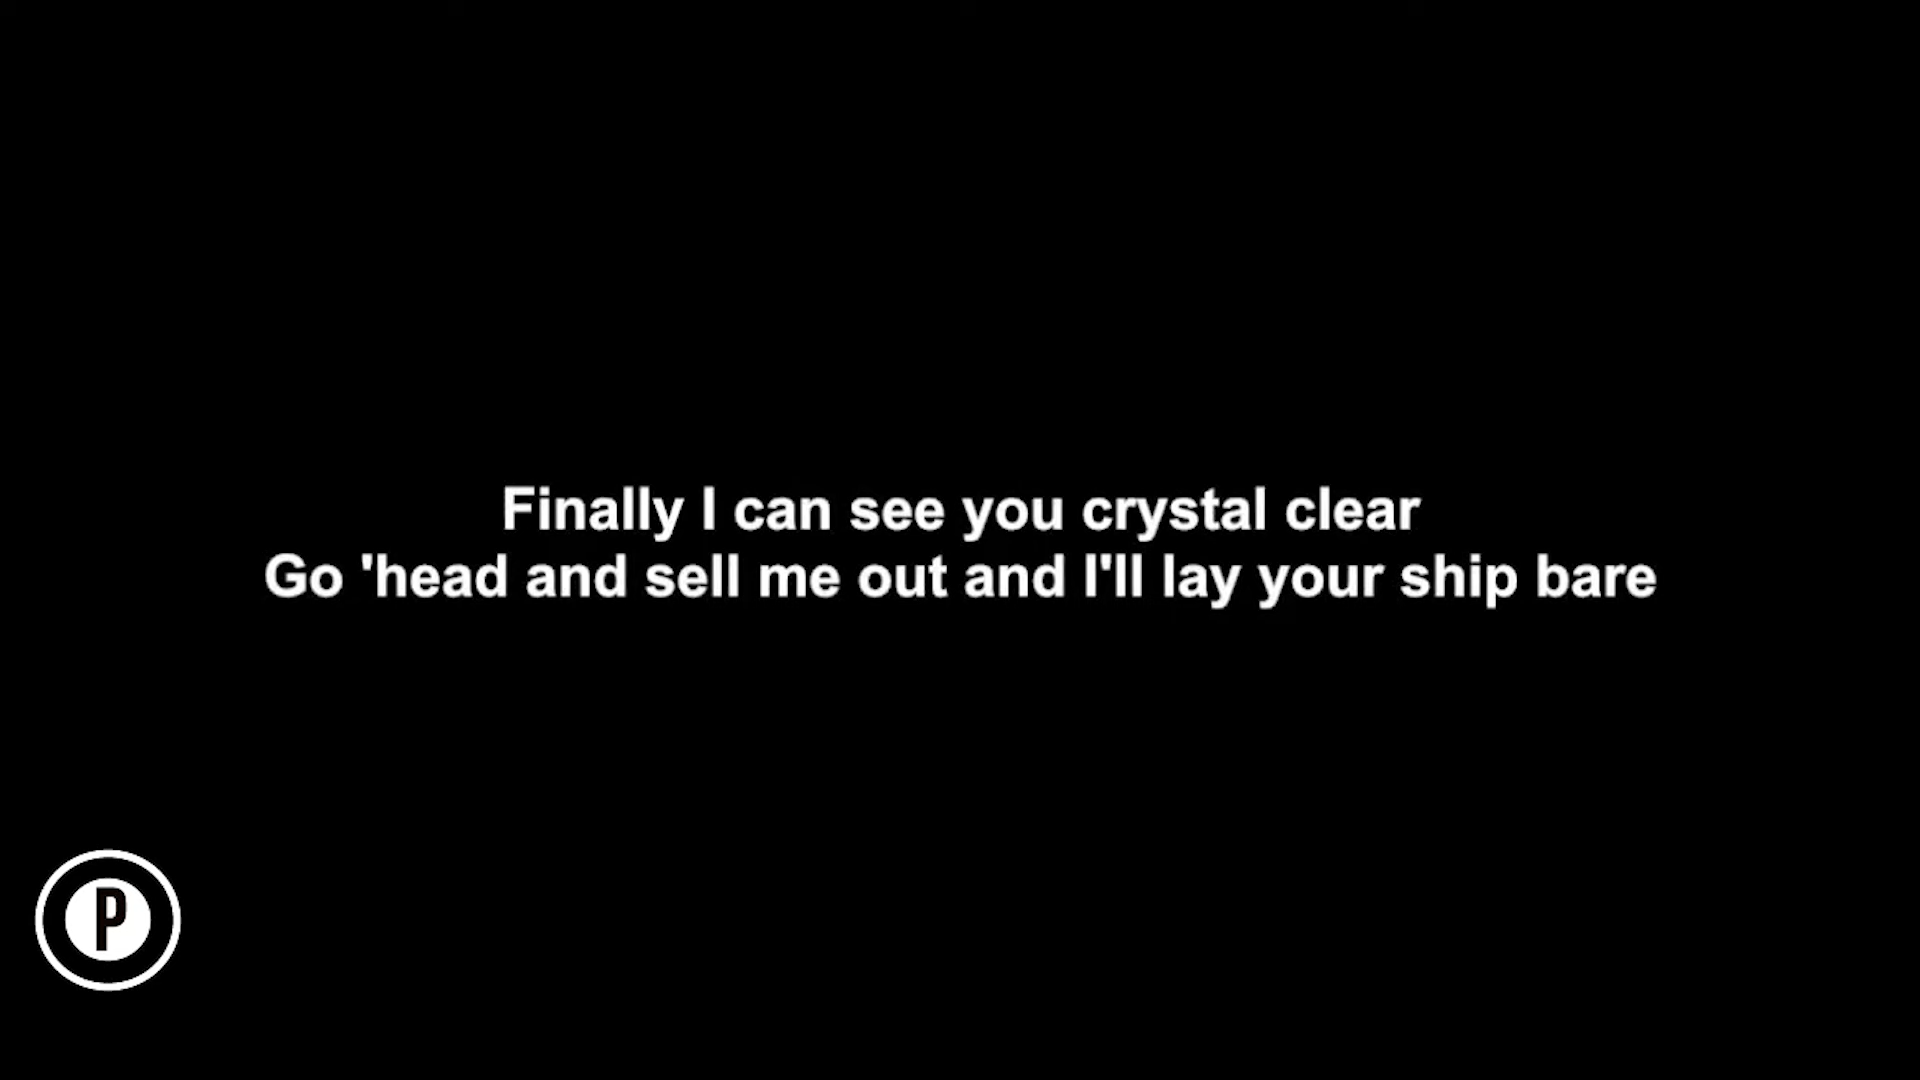 Finally I can see you crystal clear
Go 'head and sell me out and I'll lay your ship bare
P